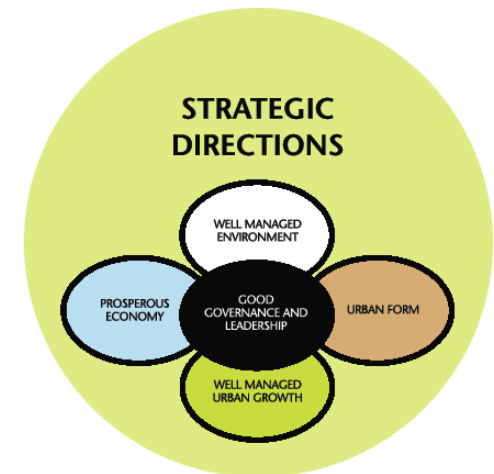 STRATEGIC
DIRECTIONS
WELL MANAGED
ENVIRONMENT
PROSPEROUS
ECONOMY
GOOD
GOVERNANCE AND
LEADERSHIP
URBAN FORM
WELL MANAGED
URBAN GROWTH